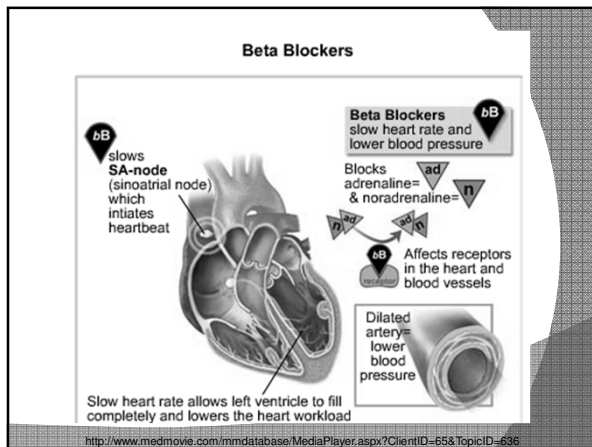 Beta Blockers
bB
slows
SA-node
(sinoatrial node)
which
intiates
heartbeat
Beta Blockers
slow heart rate and
lower blood pressure
bB
Blocks
adrenaline=
ad
& noradrenaline=
n
n ad
ad n
bB
receptor
Affects receptors
in the heart and
blood vessels
Dilated
artery=
lower
blood
pressure
Slow heart rate allows left ventricle to fill
completely and lowers the heart workload
http://www.medmovie.com/mmdatabase/MediaPlayer.aspx?ClientID=65&TopicID=636